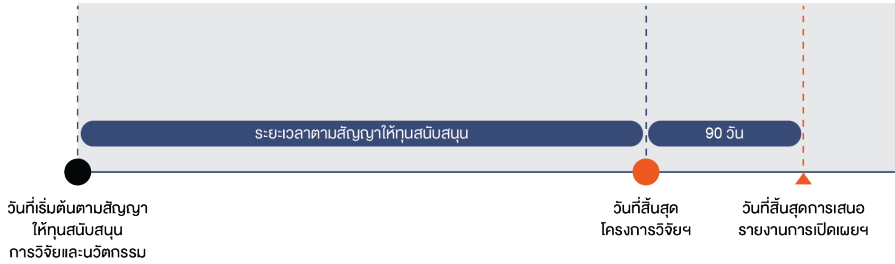 ระยะเวลาตามสัญญาให้ทุนสนับสนุน
90 วัน
วันที่เริ่มต้นตามสัญญา
ให้ทุนสนับสนุน
การวิจัยและนวัตกรรม
วันที่สิ้นสุด
โครงการวิจัยฯ
วันที่สิ้นสุดการเสนอ
รายงานการเปิดเผยฯ